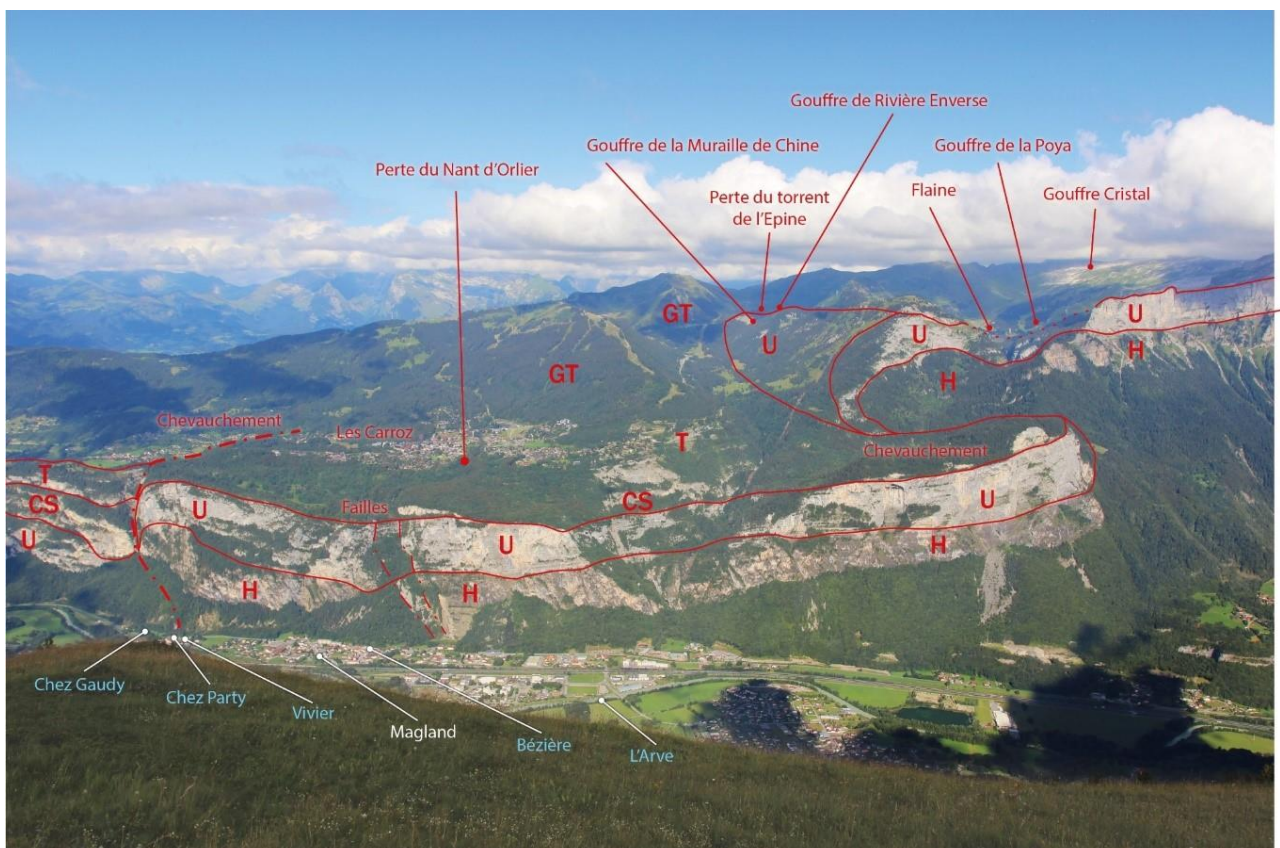 Gouffre de Rivière Enverse
Gouffre de la Muraille de Chine
Gouffre de la Poya
Perte du Nant d'Orlier
Perte du torrent
de l'Epine
Flaine
Gouffre Cristal
GT
U
U
U
H
GT
H
Chevauchement
Les Carroz
T
Chevauchement
T
CS
U
Failles
CS
U
U
U
H
H
H
Chez Gaudy
Chez Party
Vivier
Magland
Bézière
L'Arve